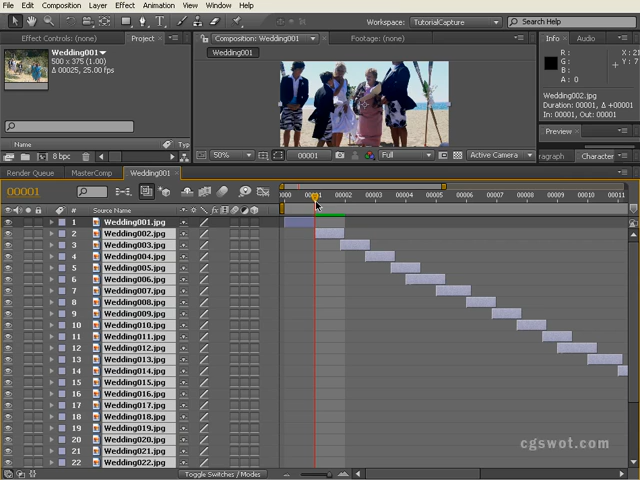 File Edit Composition Layer Effect Animation View Window Help
Workspace: TutorialCapture Search Help
Effect Controls: (none) Project Composition: Wedding001 Footage: (none) Info Audio
Wedding001
Wedding001
500 x 375 (1.00)
Δ 00025, 25.00 fps
R :
G :
B :
A : 0
Wedding002.jpg
Duration: 00001, Δ +00001
In: 00001, Out: 00001
Preview
Name
8 bpc 50% 00001 Full Active Camera aragraph Character
Render Queue MasterComp Wedding001
00001
0000 00001 00002 00003 00004 00005 00006 00007 00008 00009 00010 00011
# Source Name
1 Wedding001.jpg
2 Wedding002.jpg
3 Wedding003.jpg
4 Wedding004.jpg
5 Wedding005.jpg
6 Wedding006.jpg
7 Wedding007.jpg
8 Wedding008.jpg
9 Wedding009.jpg
10 Wedding010.jpg
11 Wedding011.jpg
12 Wedding012.jpg
13 Wedding013.jpg
14 Wedding014.jpg
15 Wedding015.jpg
16 Wedding016.jpg
17 Wedding017.jpg
18 Wedding018.jpg
19 Wedding019.jpg
20 Wedding020.jpg
21 Wedding021.jpg
22 Wedding022.jpg
cgswot.com
Toggle Switches / Modes